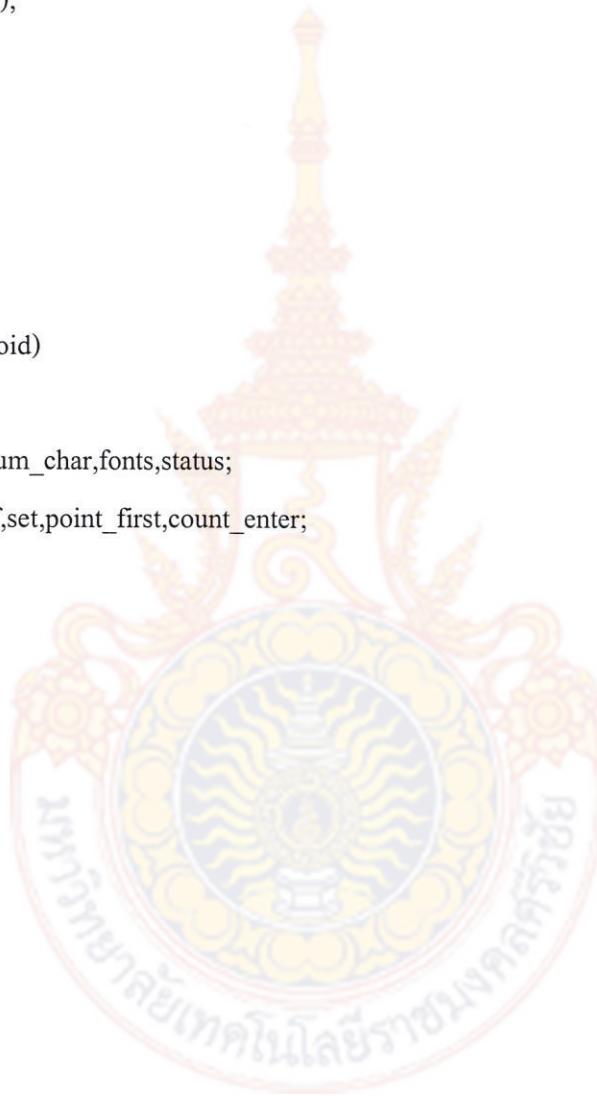 );
oid)
um_char,fonts,status;
f,set,point_first,count_enter;
มหาวิทยาลัยเทคโนโลยีราชมงคลศรีวิชัย